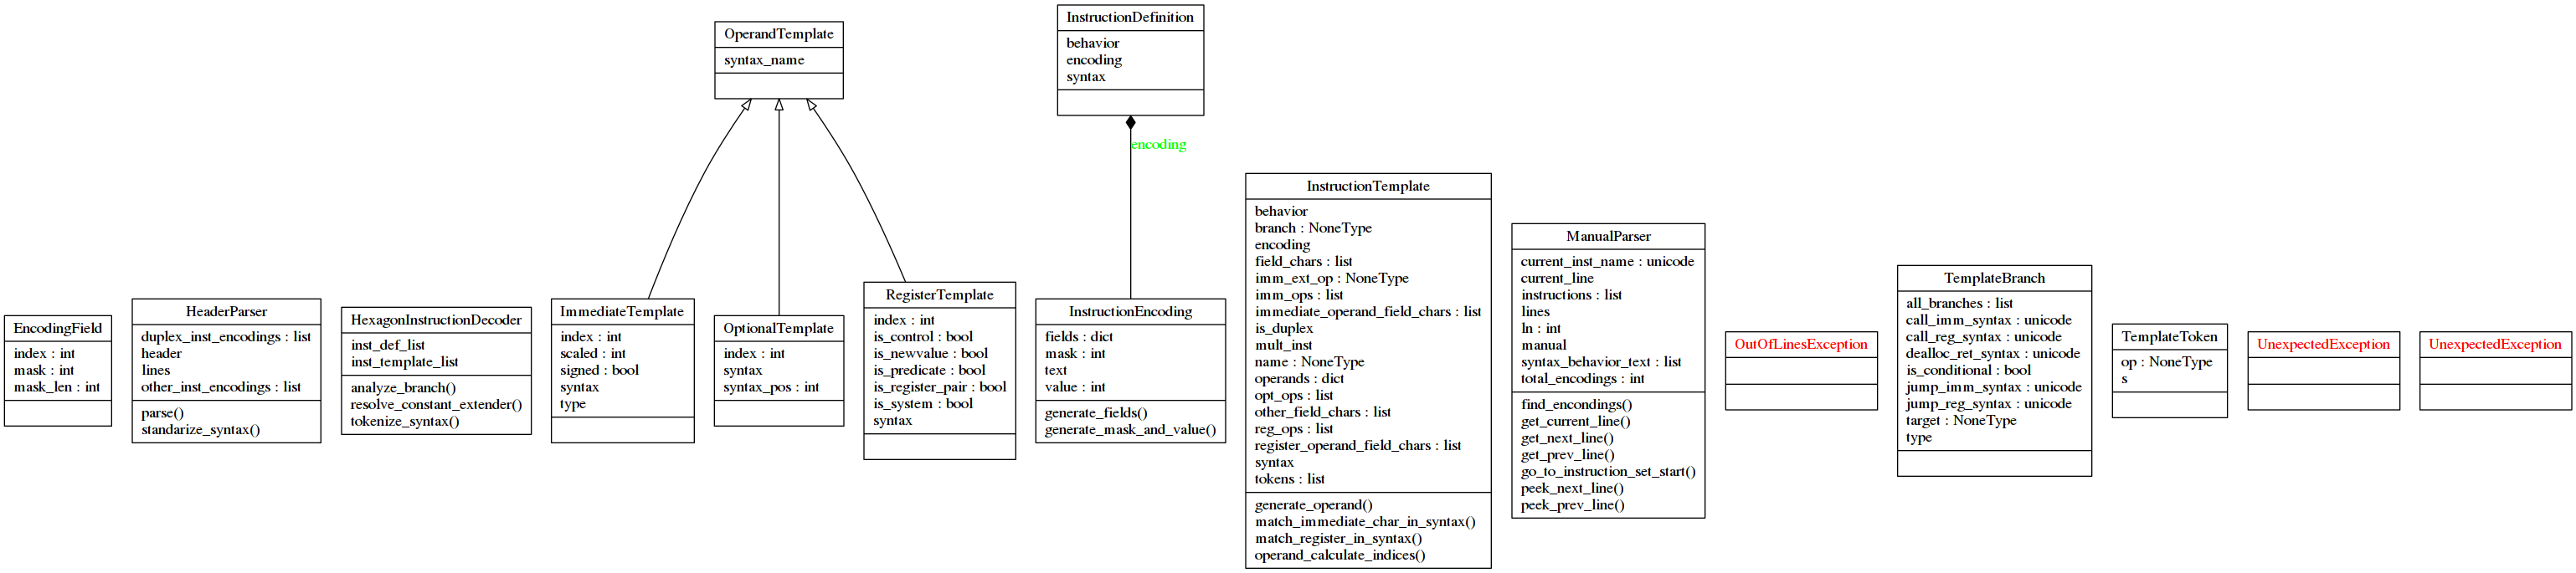 OperandTemplate
syntax_name
InstructionDefinition
behavior
encoding
syntax
encoding
EncodingField
index : int
mask : int
mask_len : int
HeaderParser
duplex_inst_encodings : list
header
lines
other_inst_encodings : list
parse()
standarize_syntax()
HexagonInstructionDecoder
inst_def_list
inst_template_list
analyze_branch()
resolve_constant_extender()
tokenize_syntax()
ImmediateTemplate
index : int
scaled : int
signed : bool
syntax
type
OptionalTemplate
index : int
syntax
syntax_pos : int
RegisterTemplate
index : int
is_control : bool
is_newvalue : bool
is_predicate : bool
is_register_pair : bool
is_system : bool
syntax
InstructionEncoding
fields : dict
mask : int
text
value : int
generate_fields()
generate_mask_and_value()
InstructionTemplate
behavior
branch : NoneType
encoding
field_chars : list
imm_ext_op : NoneType
imm_ops : list
immediate_operand_field_chars : list
is_duplex
mult_inst
name : NoneType
operands : dict
opt_ops : list
other_field_chars : list
reg_ops : list
register_operand_field_chars : list
syntax
tokens : list
generate_operand()
match_immediate_char_in_syntax()
match_register_in_syntax()
operand_calculate_indices()
ManualParser
current_inst_name : unicode
current_line
instructions : list
lines
ln : int
manual
syntax_behavior_text : list
total_encodings : int
find_encondings()
get_current_line()
get_next_line()
get_prev_line()
go_to_instruction_set_start()
peek_next_line()
peek_prev_line()
OutOfLinesException
TemplateBranch
all_branches : list
call_imm_syntax : unicode
call_reg_syntax : unicode
dealloc_ret_syntax : unicode
is_conditional : bool
jump_imm_syntax : unicode
jump_reg_syntax : unicode
target : NoneType
type
TemplateToken
op : NoneType
s
UnexpectedException
UnexpectedException